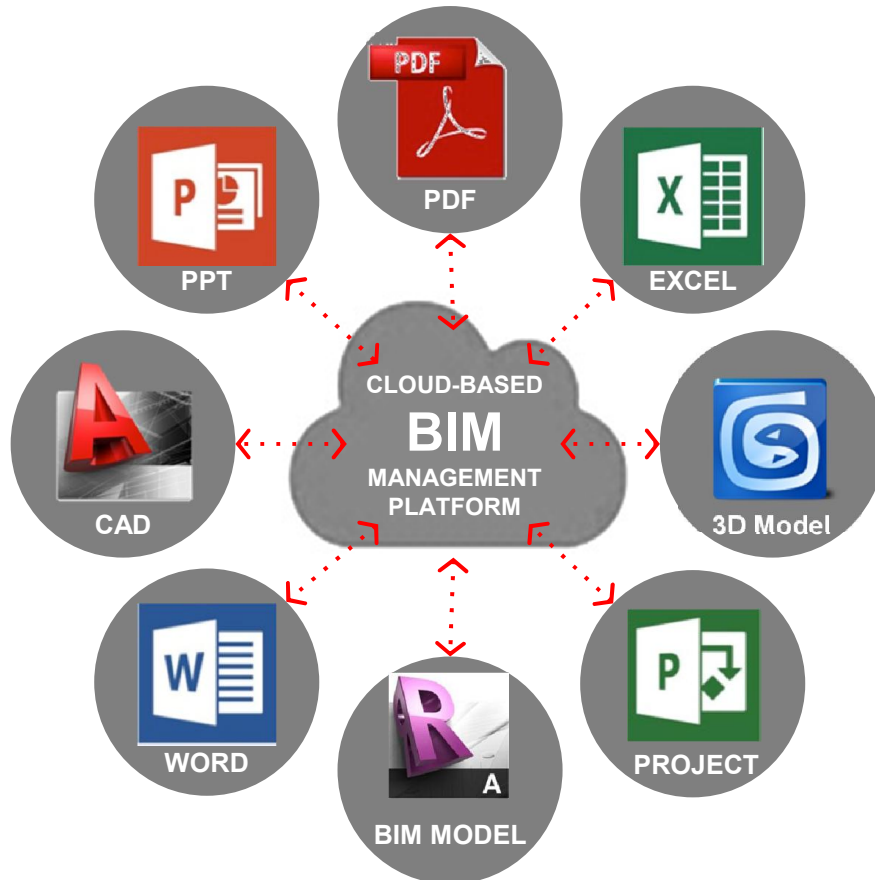 PDF
PDF
P
PPT
X
EXCEL
A
CAD
CLOUD-BASED
BIM
MANAGEMENT
PLATFORM
3D Model
W
WORD
R
A
BIM MODEL
P
PROJECT